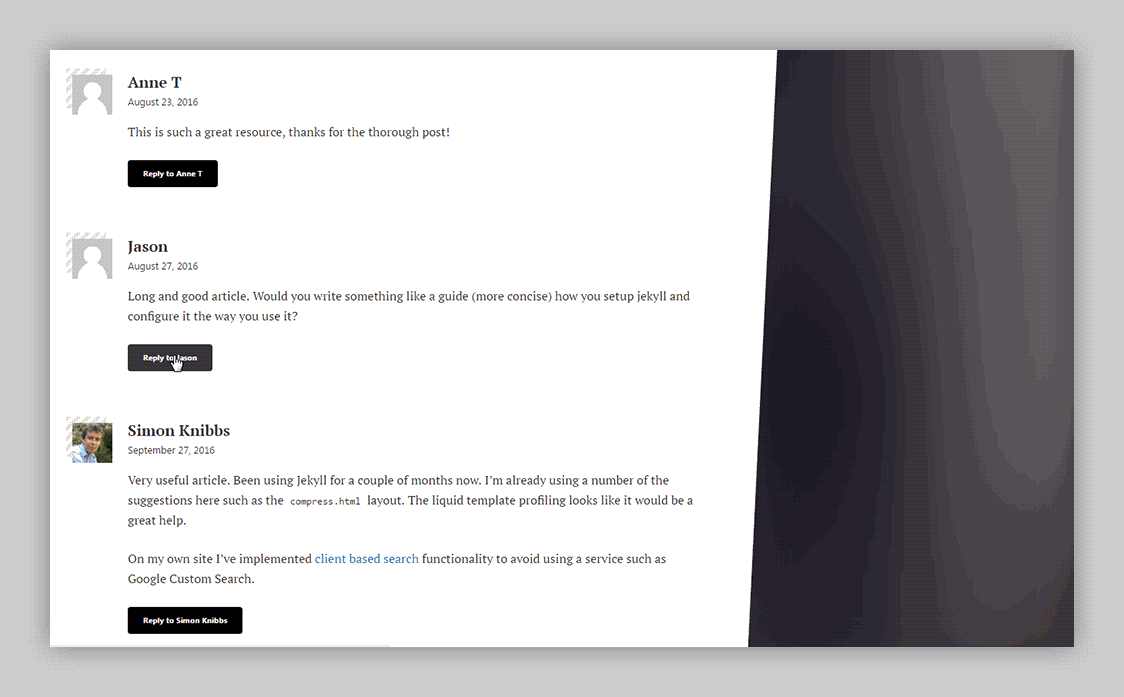 Anne T
August 23, 2016
This is such a great resource, thanks for the thorough post!
Reply to Anne T
Jason
August 27, 2016
Long and good article. Would you write something like a guide (more concise) how you setup jekyll and
configure it the way you use it?
Reply to Jason
Simon Knibbs
September 27, 2016
Very useful article. Been using Jekyll for a couple of months now. I’m already using a number of the
suggestions here such as the compress.html layout. The liquid template profiling looks like it would be a
great help.
On my own site I’ve implemented client based search functionality to avoid using a service such as
Google Custom Search.
Reply to Simon Knibbs